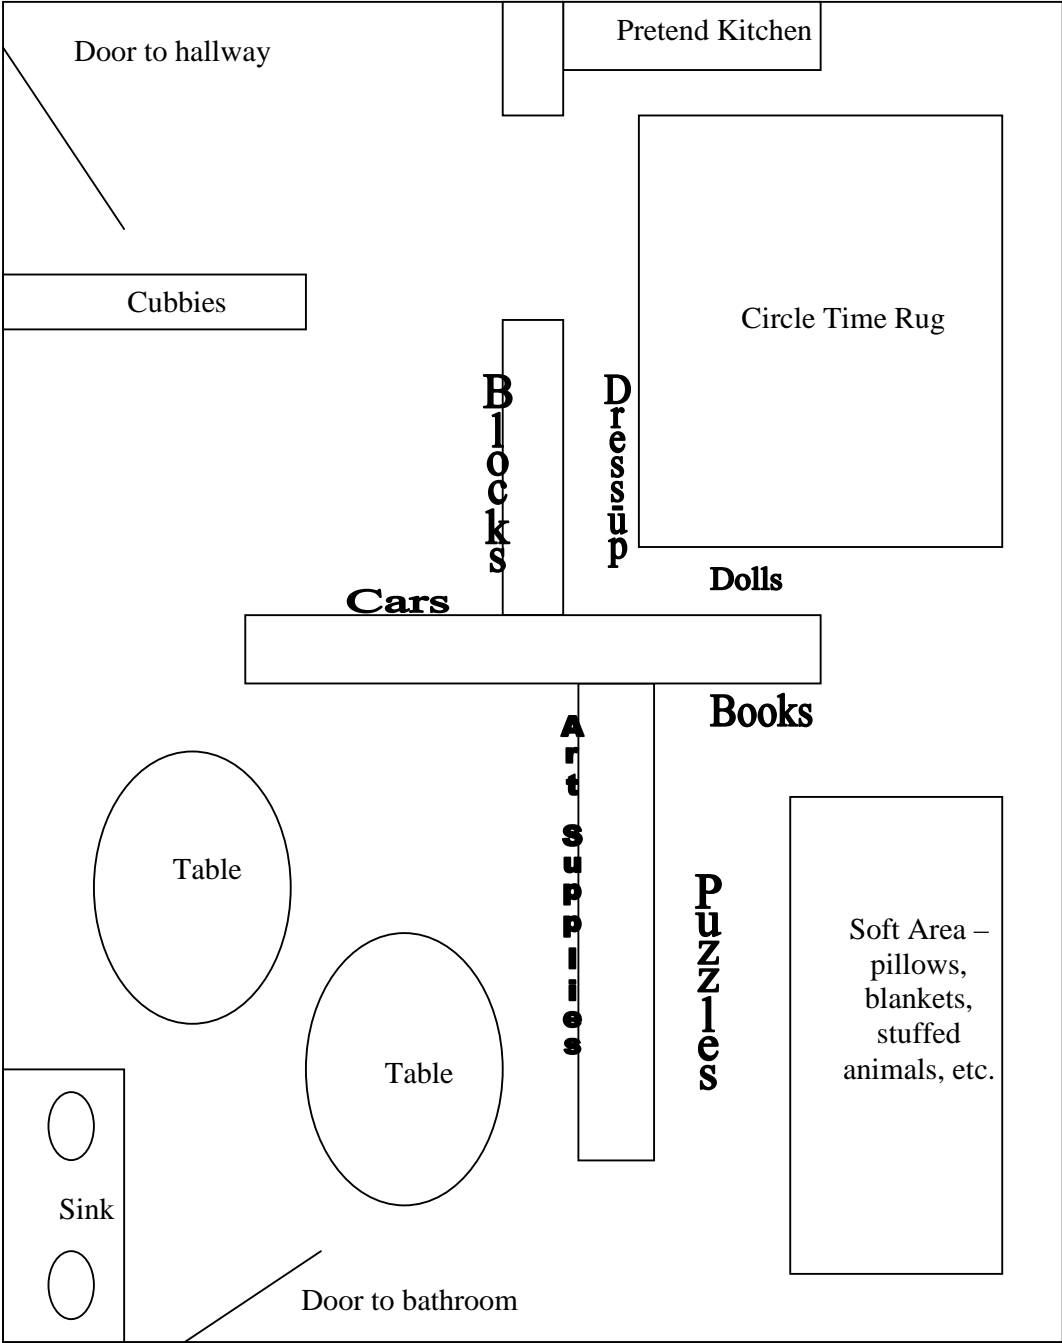 Pretend Kitchen
Door to hallway
Cubbies
Circle Time Rug
Blocks
Dress-up
Dolls
Cars
Books
Art Supplies
Table
Puzzles
Soft Area –
pillows,
blankets,
stuffed
animals, etc.
Table
Sink
Door to bathroom